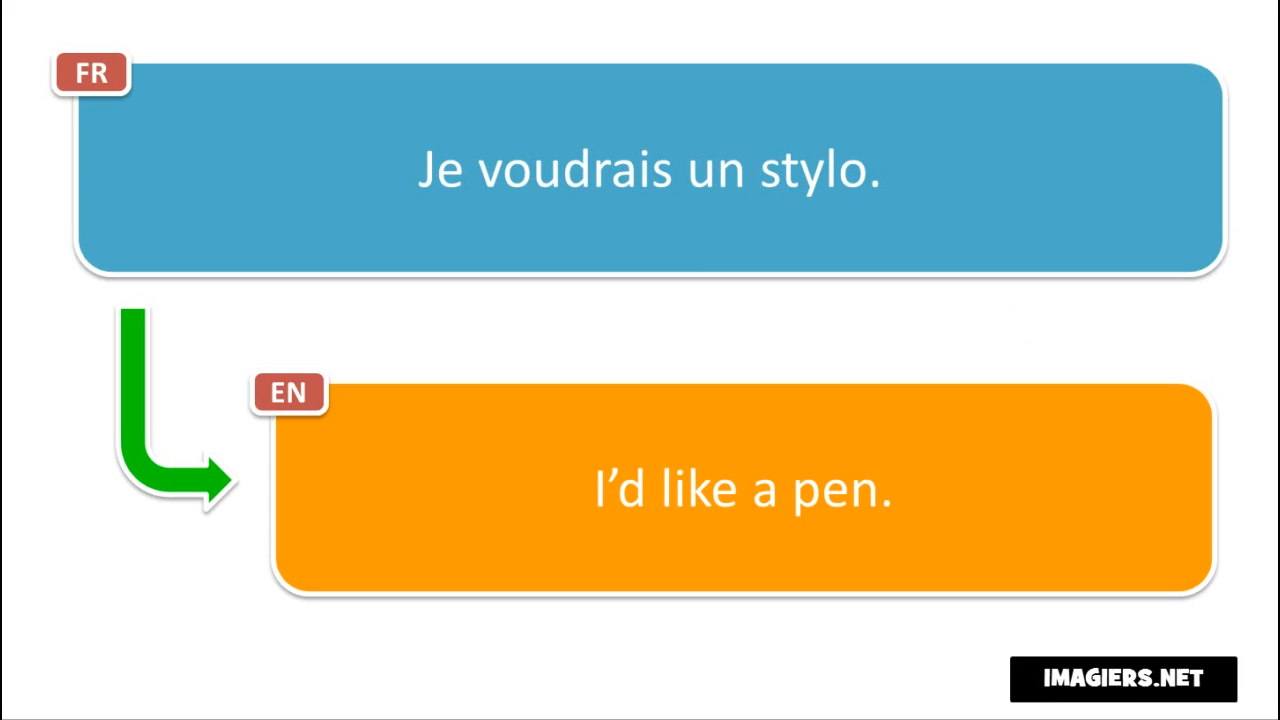 FR
Je voudrais un stylo.
EN
I’d like a pen.
IMAGIERS.NET